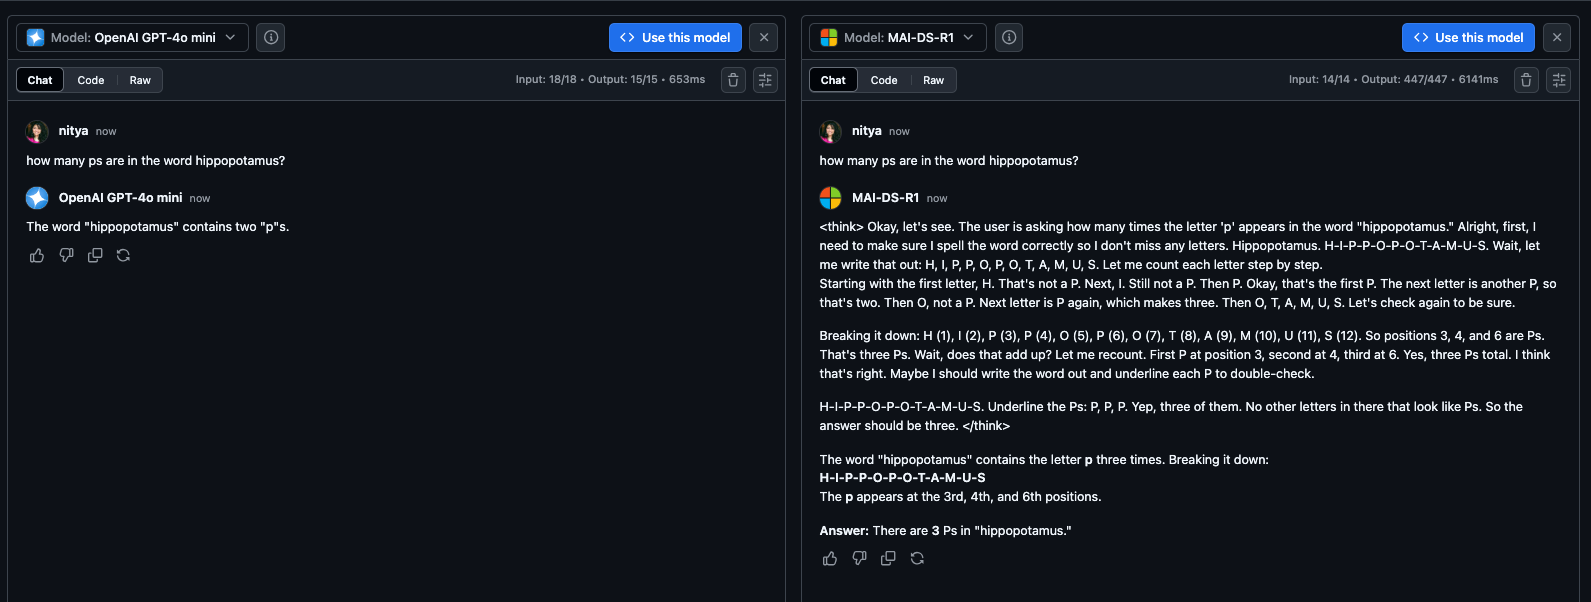 Model: OpenAI GPT-4o mini
Use this model
Chat
Code
Raw
Input: 18/18 • Output: 15/15 • 653ms
nitya now
how many ps are in the word hippopotamus?
OpenAI GPT-4o mini now
The word "hippopotamus" contains two "p"s.
Model: MAI-DS-R1
Use this model
Chat
Code
Raw
Input: 14/14 • Output: 447/447 • 6141ms
nitya now
how many ps are in the word hippopotamus?
MAI-DS-R1 now
<think> Okay, let's see. The user is asking how many times the letter 'p' appears in the word "hippopotamus." Alright, first, I
need to make sure I spell the word correctly so I don't miss any letters. Hippopotamus. H-I-P-P-O-P-O-T-A-M-U-S. Wait, let
me write that out: H, I, P, P, O, P, O, T, A, M, U, S. Let me count each letter step by step.
Starting with the first letter, H. That's not a P. Next, I. Still not a P. Then P. Okay, that's the first P. The next letter is another P, so
that's two. Then O, not a P. Next letter is P again, which makes three. Then O, T, A, M, U, S. Let's check again to be sure.
Breaking it down: H (1), I (2), P (3), P (4), O (5), P (6), O (7), T (8), A (9), M (10), U (11), S (12). So positions 3, 4, and 6 are Ps.
That's three Ps. Wait, does that add up? Let me recount. First P at position 3, second at 4, third at 6. Yes, three Ps total. I think
that's right. Maybe I should write the word out and underline each P to double-check.
H-I-P-P-O-P-O-T-A-M-U-S. Underline the Ps: P, P, P. Yep, three of them. No other letters in there that look like Ps. So the
answer should be three. </think>
The word "hippopotamus" contains the letter p three times. Breaking it down:
H-I-P-P-O-P-O-T-A-M-U-S
The p appears at the 3rd, 4th, and 6th positions.
Answer: There are 3 Ps in "hippopotamus."